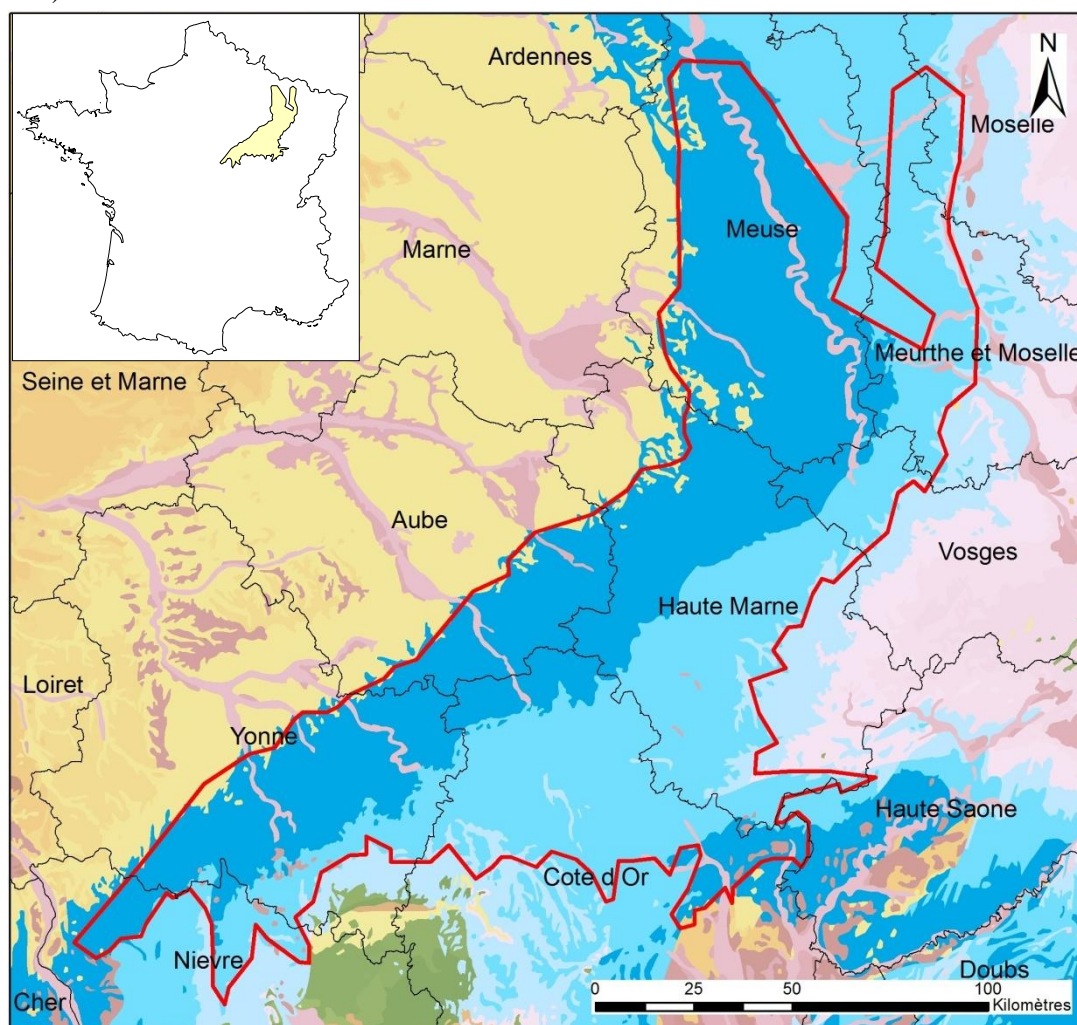 Ardennes
N
Moselle
Meuse
Marne
Meurthe et Moselle
Seine et Marne
Aube
Vosges
Haute Marne
Loiret
Yonne
Haute Saone
Cote d'Or
Nievre
Doubs
Cher
0 25 50 100
Kilomètres